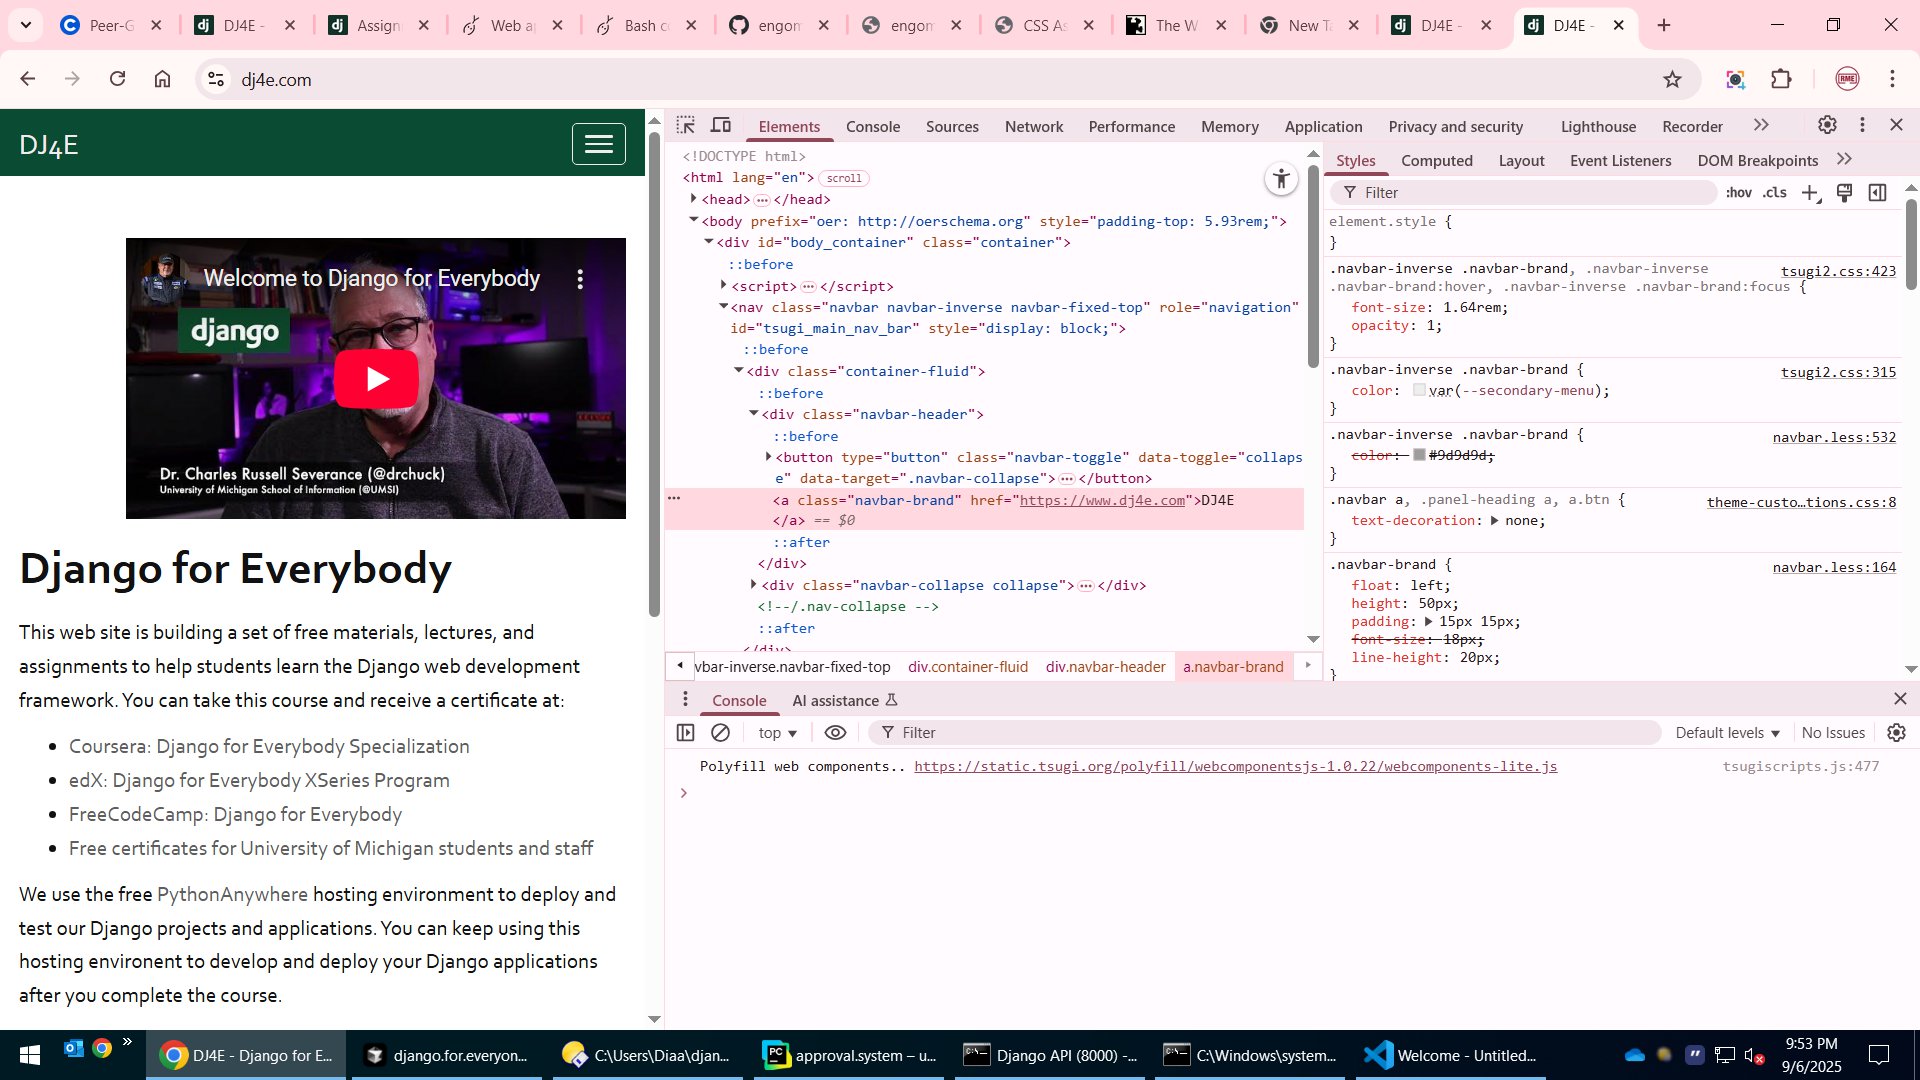 Peer-G
DJ4E -
Assign
Web a
Bash co
engom
engom
CSS As
The W
New Ta
DJ4E -
DJ4E -
dj4e.com
DJ4E
Welcome to Django for Everybody
django
Dr. Charles Russell Severance (@drchuck)
University of Michigan School of Information (@UMSI)
Django for Everybody
This web site is building a set of free materials, lectures, and
assignments to help students learn the Django web development
framework. You can take this course and receive a certificate at:
• Coursera: Django for Everybody Specialization
• edX: Django for Everybody XSeries Program
• FreeCodeCamp: Django for Everybody
• Free certificates for University of Michigan students and staff
We use the free PythonAnywhere hosting environment to deploy and
test our Django projects and applications. You can keep using this
hosting environent to develop and deploy your Django applications
after you complete the course.
Elements Console Sources Network Performance Memory Application Privacy and security Lighthouse Recorder
<!DOCTYPE html>
<html lang="en"> scroll
<head> ··· </head>
<body prefix="oer: http://oerschema.org" style="padding-top: 5.93rem;">
<div id="body_container" class="container">
::before
<script> ··· </script>
<nav class="navbar navbar-inverse navbar-fixed-top" role="navigation"
id="tsugi_main_nav_bar" style="display: block;">
::before
<div class="container-fluid">
::before
<div class="navbar-header">
::before
<button type="button" class="navbar-toggle" data-toggle="collaps
e" data-target=".navbar-collapse"> ··· </button>
<a class="navbar-brand" href="https://www.dj4e.com">DJ4E
</a> == $0
::after
</div>
<div class="navbar-collapse collapse"> ··· </div>
<!--/.nav-collapse -->
::after
</div>
vbar-inverse.navbar-fixed-top div.container-fluid div.navbar-header a.navbar-brand
Styles Computed Layout Event Listeners DOM Breakpoints
Filter :hov .cls
element.style {
}
.navbar-inverse .navbar-brand, .navbar-inverse tsugi2.css:423
.navbar-brand:hover, .navbar-inverse .navbar-brand:focus {
font-size: 1.64rem;
opacity: 1;
}
.navbar-inverse .navbar-brand { tsugi2.css:315
color: var(--secondary-menu);
}
.navbar-inverse .navbar-brand { navbar.less:532
color: #9d9d9d;
}
.navbar a, .panel-heading a, a.btn { theme-custo…tions.css:8
text-decoration: none;
}
.navbar-brand { navbar.less:164
float: left;
height: 50px;
padding: 15px 15px;
font-size: 18px;
line-height: 20px;
}
Console AI assistance
top Filter Default levels No Issues
Polyfill web components.. https://static.tsugi.org/polyfill/webcomponentsjs-1.0.22/webcomponents-lite.js tsugiscripts.js:477
DJ4E - Django for E...
django.for.everyon...
C:\Users\Diaa\djan...
approval.system – u...
Django API (8000) -...
C:\Windows\system...
Welcome - Untitled...
9:53 PM
9/6/2025